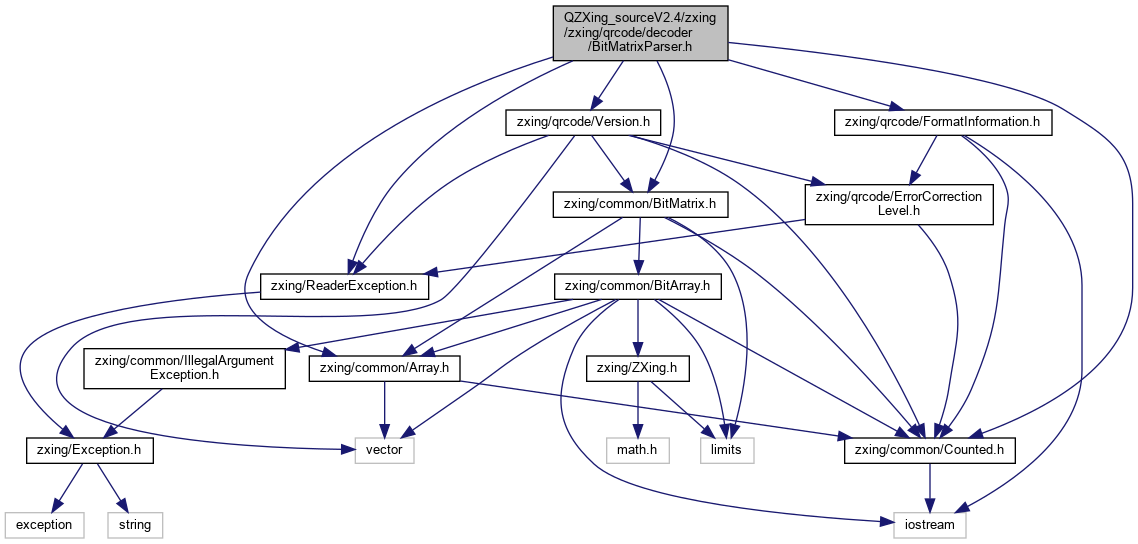 QZXing_sourceV2.4/zxing
/zxing/qrcode/decoder
/BitMatrixParser.h
zxing/qrcode/Version.h
zxing/qrcode/FormatInformation.h
zxing/common/BitMatrix.h
zxing/qrcode/ErrorCorrection
Level.h
zxing/ReaderException.h
zxing/common/BitArray.h
zxing/common/IllegalArgument
Exception.h
zxing/common/Array.h
zxing/ZXing.h
zxing/Exception.h
vector
math.h
limits
zxing/common/Counted.h
exception
string
iostream